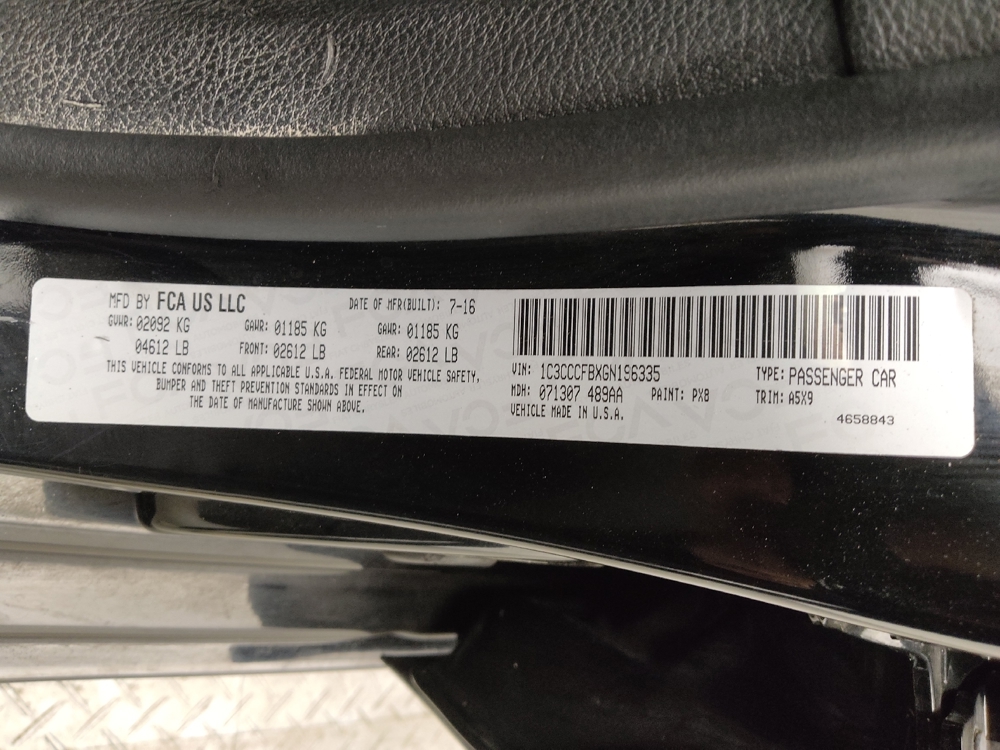 MFD BY FCA US LLC DATE OF MFR(BUILT): 7-16
GVWR: 02092 KG GAWR: 01185 KG GAWR: 01185 KG
04612 LB FRONT: 02612 LB REAR: 02612 LB
THIS VEHICLE CONFORMS TO ALL APPLICABLE U.S.A. FEDERAL MOTOR VEHICLE SAFETY,
BUMPER AND THEFT PREVENTION STANDARDS IN EFFECT ON
THE DATE OF MANUFACTURE SHOWN ABOVE.
VIN: 1C3CCCFBXGN196335 TYPE: PASSENGER CAR
MDH: 071307 489AA PAINT: PX8 TRIM: A5X9
VEHICLE MADE IN U.S.A.
4658843